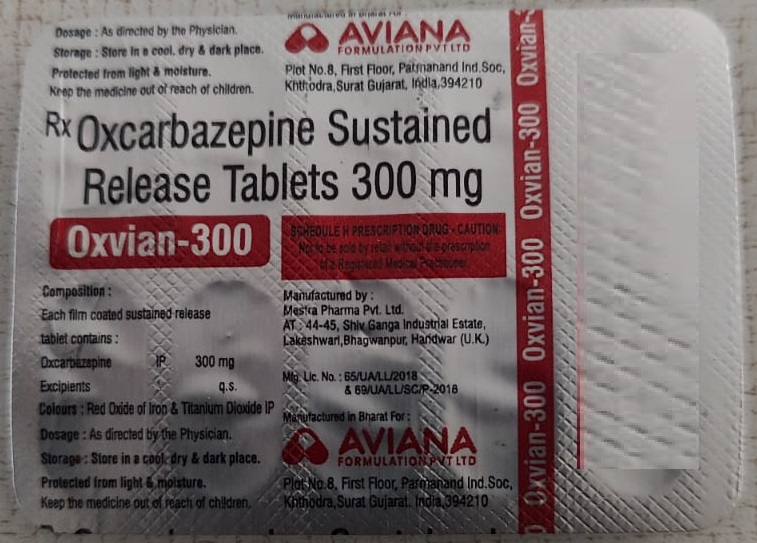 Dosage : As directed by the Physician.
Storage : Store in a cool, dry & dark place.
Protected from light & moisture.
Keep the medicine out of reach of children.
Manufactured in Bharat For :
AVIANA
FORMULATION PVT LTD
Plot No.8, First Floor, Parmanand Ind.Soc,
Khthodra,Surat Gujarat, India,394210
Rx Oxcarbazepine Sustained
Release Tablets 300 mg
Oxvian-300
SCHEDULE H PRESCRIPTION DRUG - CAUTION
Not to be sold by retail without the prescription
of a Registered Medical Practitioner.
Composition :
Each film coated sustained release
tablet contains :
Oxcarbazepine IP 300 mg
Excipients q.s.
Colours : Red Oxide of Iron & Titanium Dioxide IP
Dosage : As directed by the Physician.
Storage : Store in a cool, dry & dark place.
Protected from light & moisture.
Keep the medicine out of reach of children.
Manufactured by :
Mestra Pharma Pvt. Ltd.
AT : 44-45, Shiv Ganga Industrial Estate,
Lakeshwari,Bhagwanpur, Haridwar (U.K.)
Mfg. Lic. No. : 65/UA/LL/2018
& 69/UA/LL/SC/P-2018
Manufactured in Bharat For :
AVIANA
FORMULATION PVT LTD
Plot No.8, First Floor, Parmanand Ind.Soc,
Khthodra,Surat Gujarat, India,394210
Oxvian-300 Oxvian-300 Oxvian-300 Oxvian-3